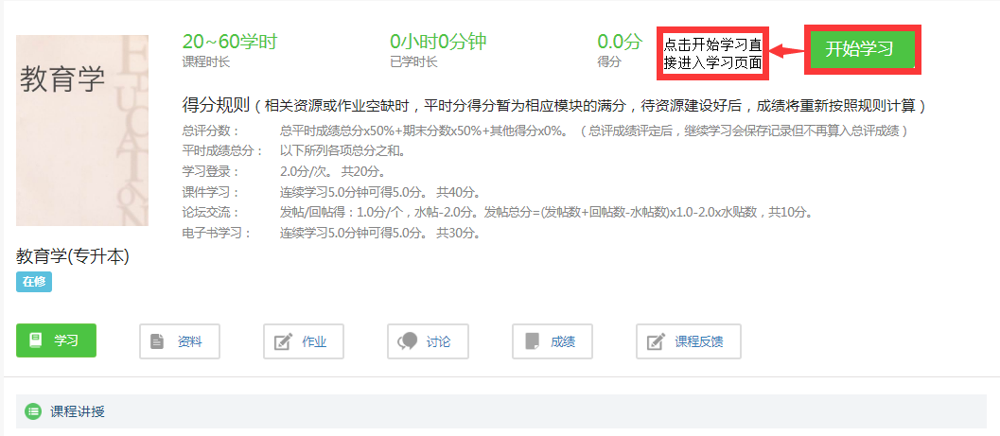 教育学
20~60学时
课程时长
0小时0分钟
已学时长
0.0分
得分
点击开始学习直
接进入学习页面
开始学习
得分规则（相关资源或作业空缺时，平时分得分暂为相应模块的满分，待资源建设好后，成绩将重新按照规则计算）
总评分数： 总平时成绩总分x50%+期末分数x50%+其他得分x0%。（总评成绩评定后，继续学习会保存记录但不再算入总评成绩）
平时成绩总分： 以下所列各项总分之和。
学习登录： 2.0分/次。 共20分。
课件学习： 连续学习5.0分钟可得5.0分。 共40分。
论坛交流： 发帖/回帖得：1.0分/个，水帖-2.0分。发帖总分=(发帖数+回帖数-水帖数)x1.0-2.0x水贴数，共10分。
电子书学习： 连续学习5.0分钟可得5.0分。 共30分。
教育学(专升本)
在修
学习
资料
作业
讨论
成绩
课程反馈
课程讲授